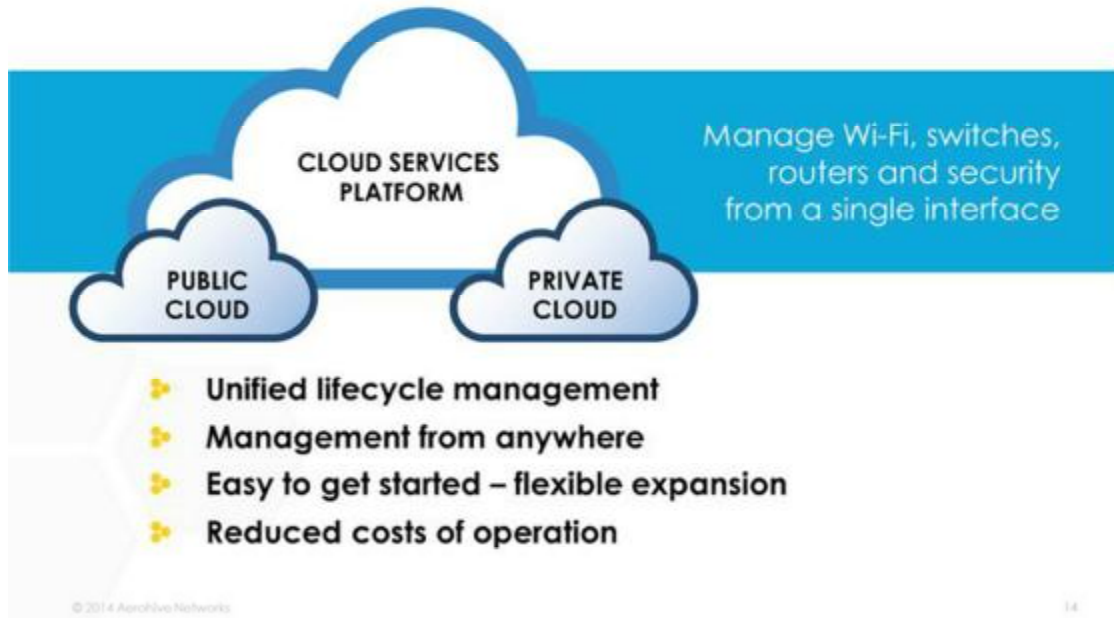 CLOUD SERVICES
PLATFORM
Manage Wi-Fi, switches,
routers and security
from a single interface
PUBLIC
CLOUD
PRIVATE
CLOUD
Unified lifecycle management
Management from anywhere
Easy to get started – flexible expansion
Reduced costs of operation
© 2014 Aerohive Networks
14